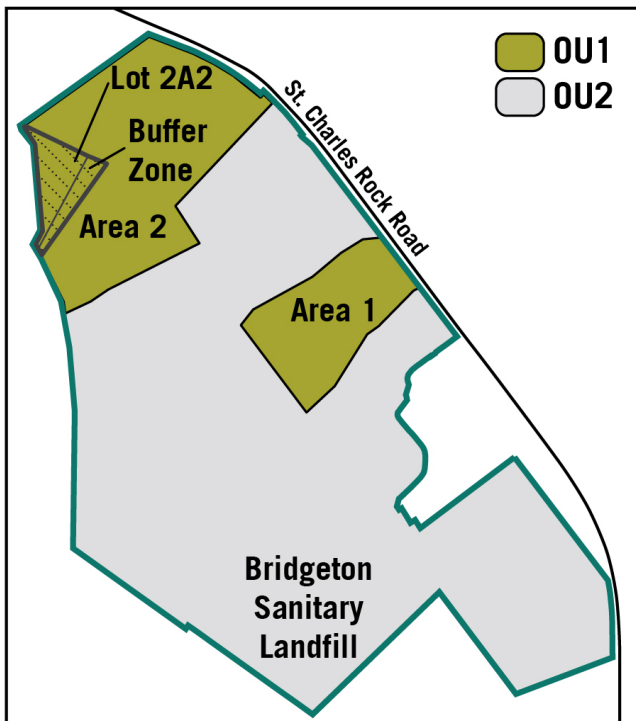 OU1
OU2
Lot 2A2
Buffer
Zone
Area 2
St. Charles Rock Road
Area 1
Bridgeton
Sanitary
Landfill